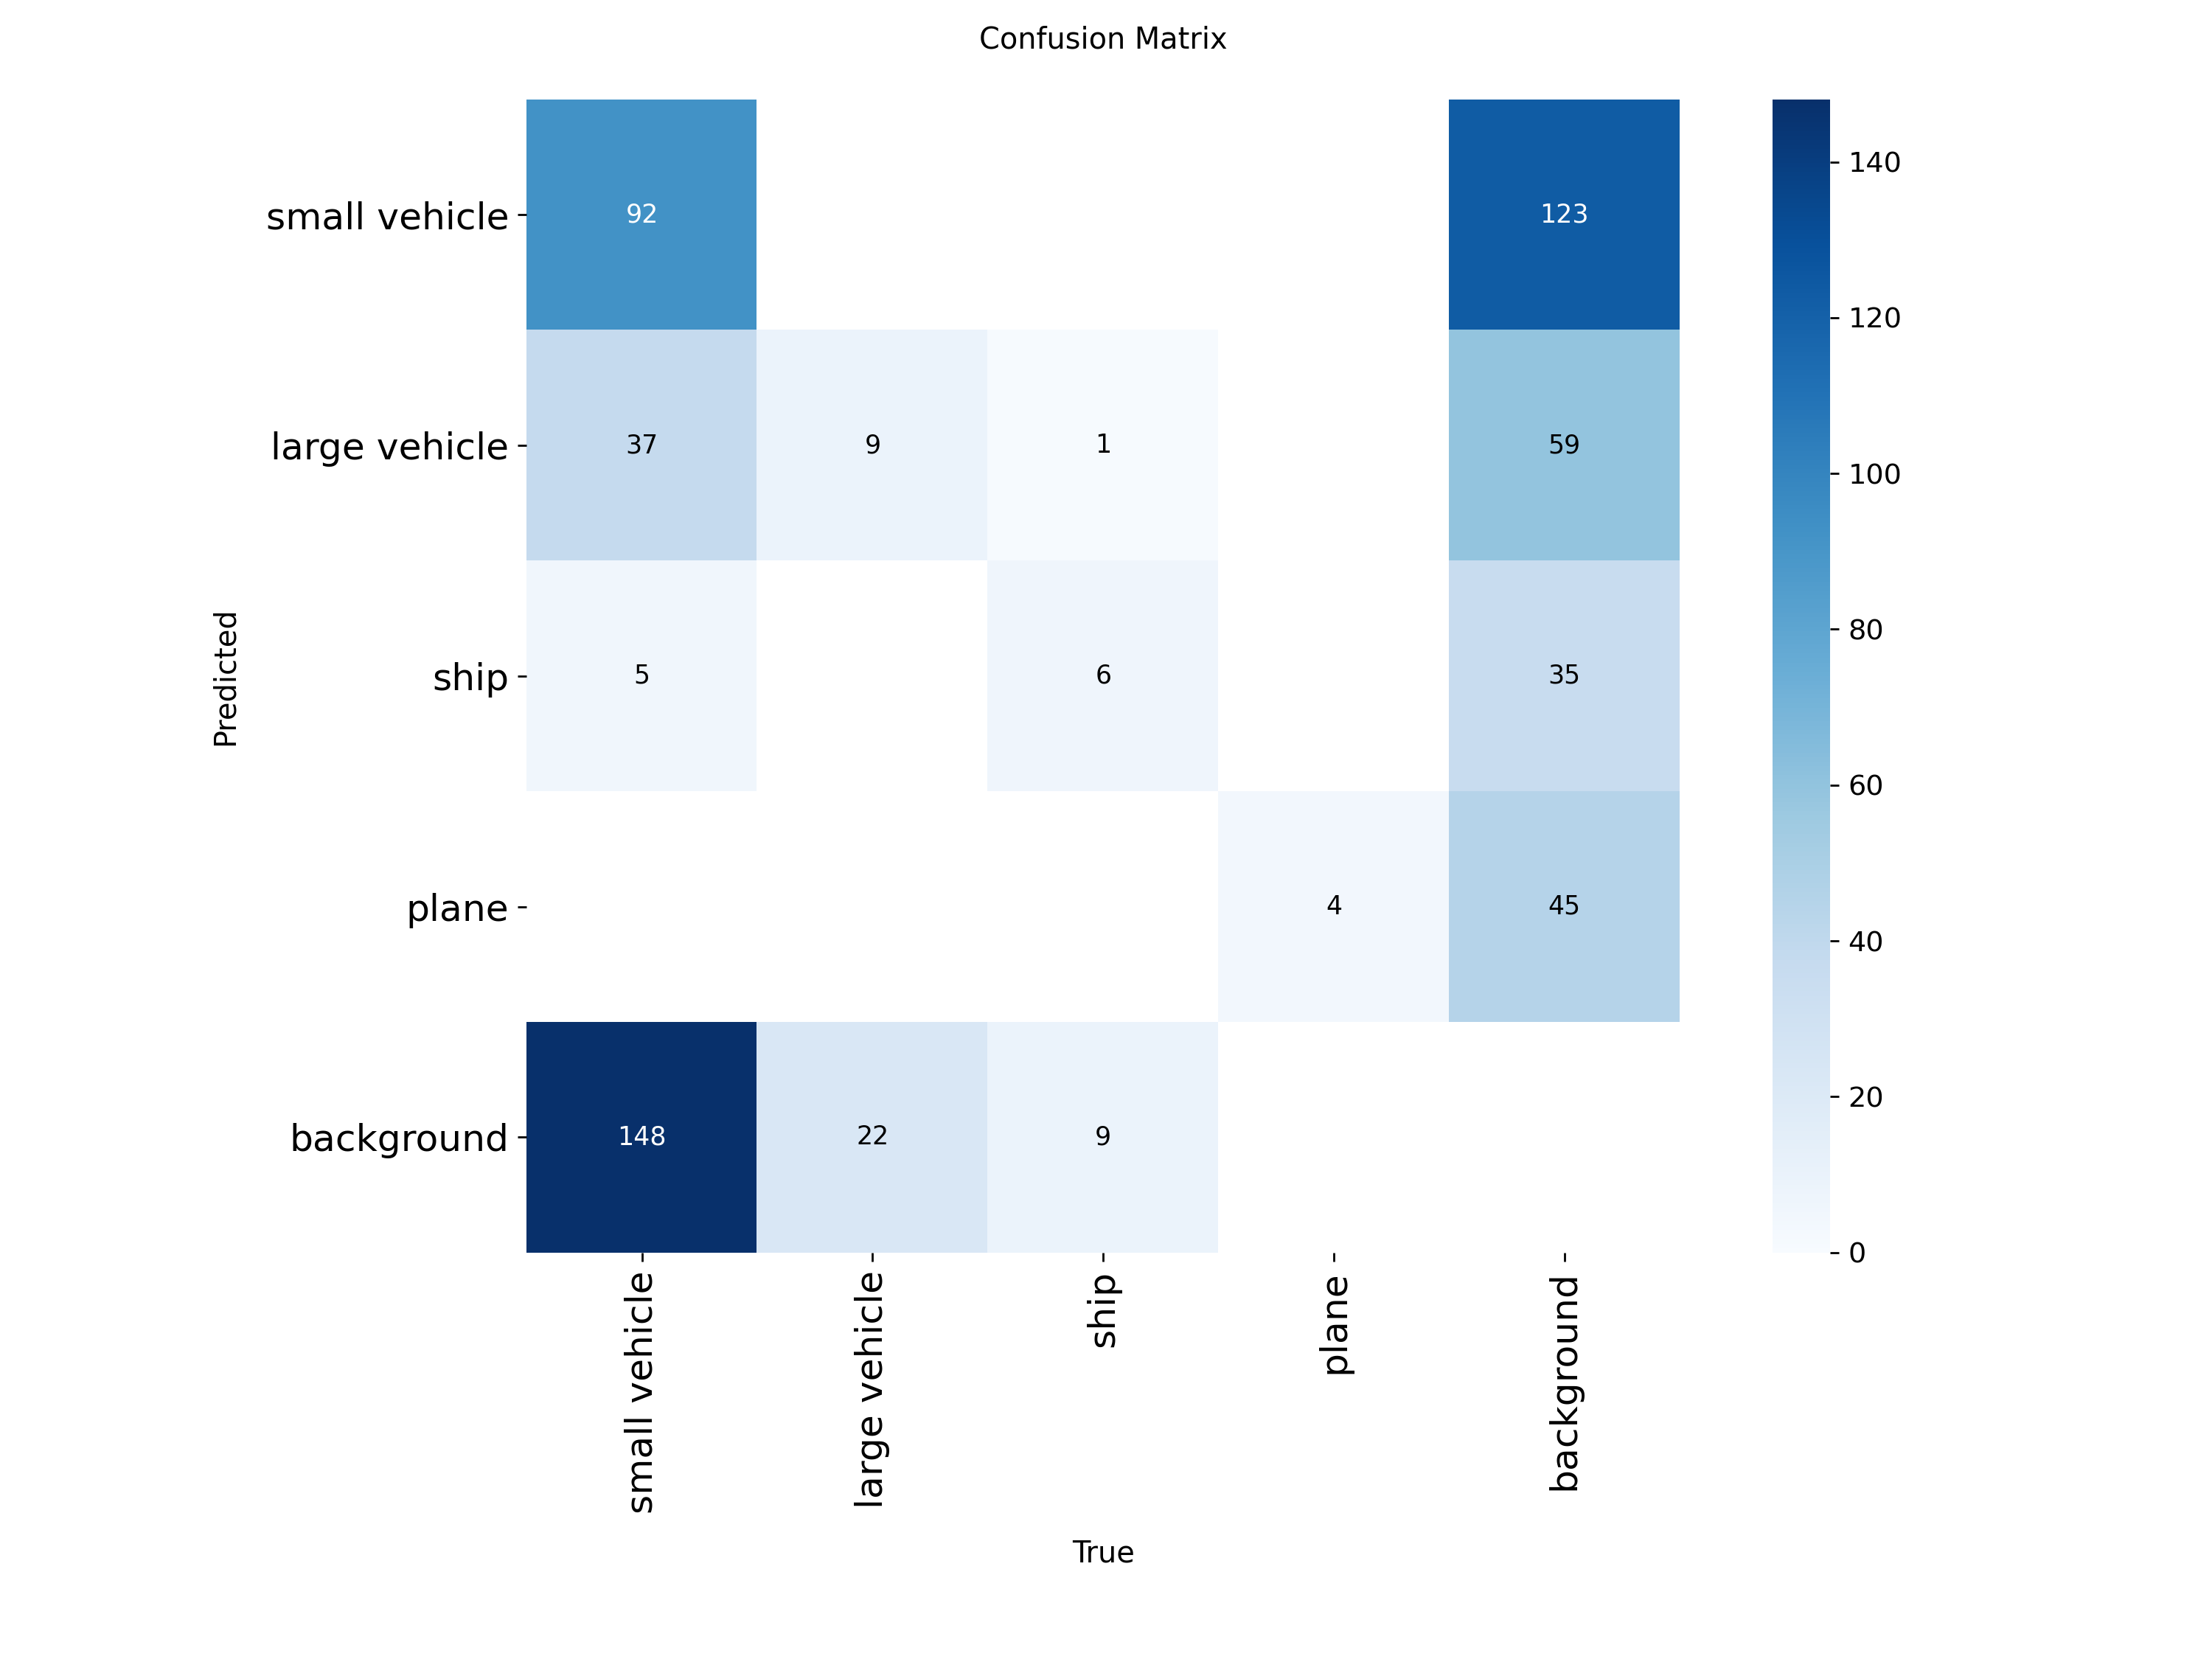 Confusion Matrix
small vehicle
92
123
large vehicle
37
9
1
59
ship
5
6
35
plane
4
45
background
148
22
9
Predicted
small vehicle
large vehicle
ship
plane
background
True
140
120
100
80
60
40
20
0